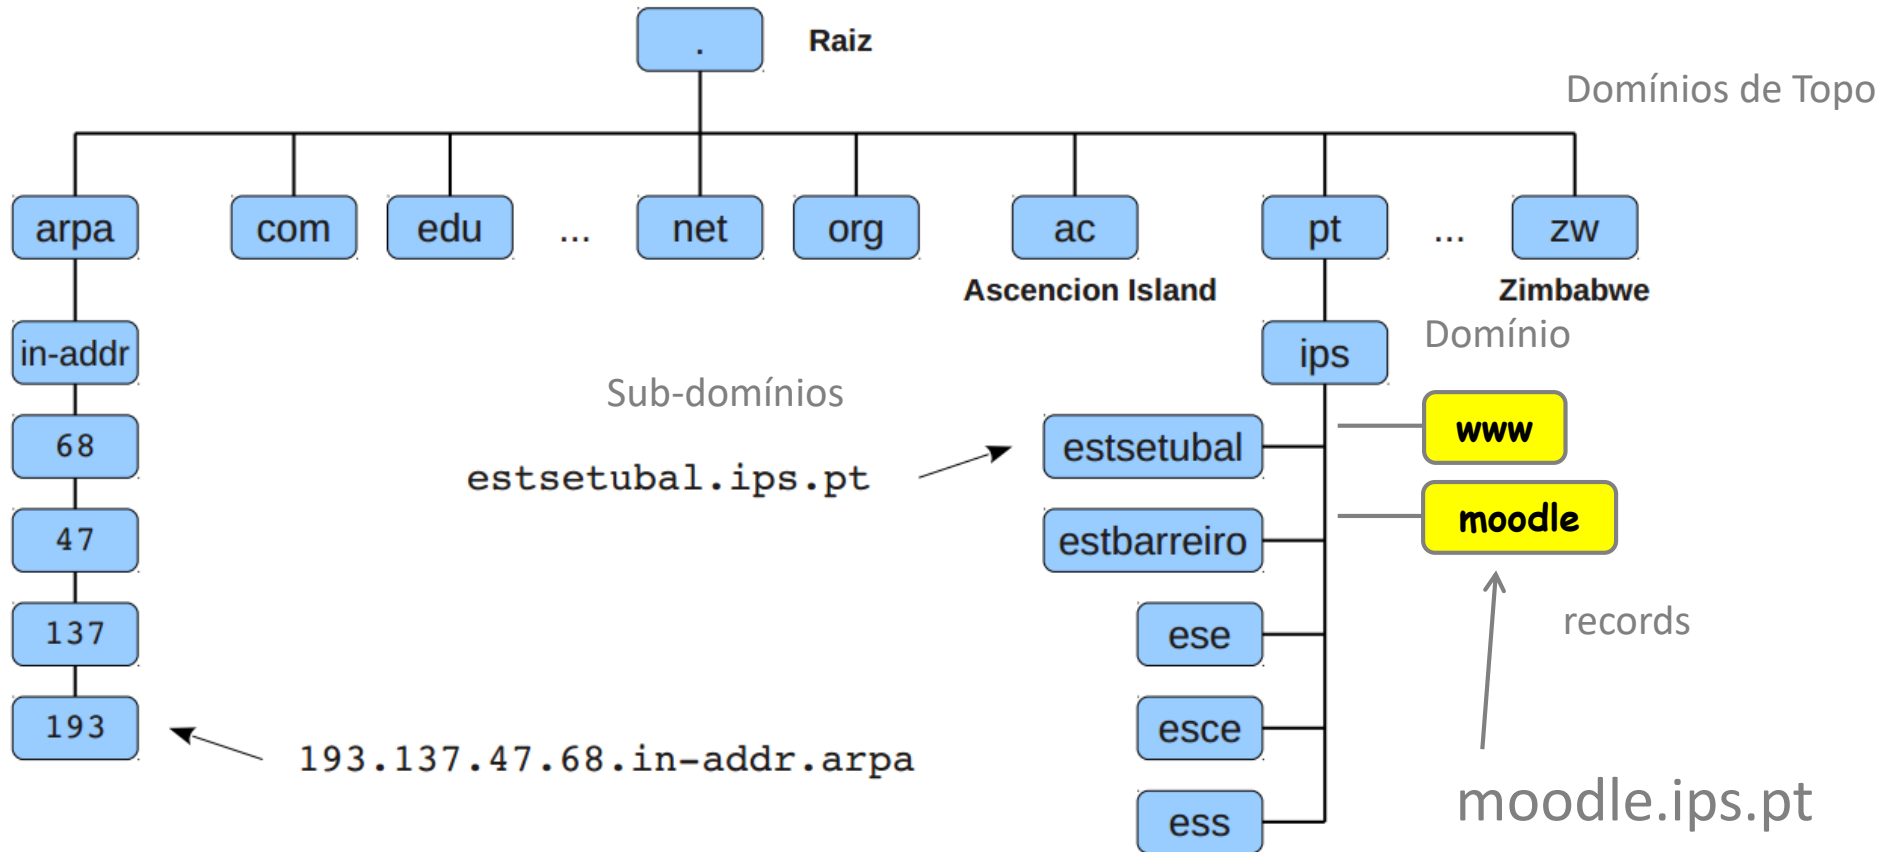 .
Raiz
Domínios de Topo
arpa
com
edu
...
net
org
ac
pt
...
zw
Ascencion Island
Zimbabwe
in-addr
ips
Domínio
Sub-domínios
68
estsetubal
www
estsetubal.ips.pt
47
estbarreiro
moodle
137
ese
records
193
esce
193.137.47.68.in-addr.arpa
ess
moodle.ips.pt